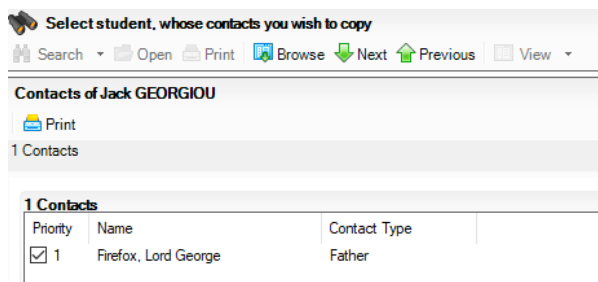 Select student, whose contacts you wish to copy
Search Open Print Browse Next Previous View
Contacts of Jack GEORGIOU
Print
1 Contacts
1 Contacts
Priority Name Contact Type
1 Firefox, Lord George Father